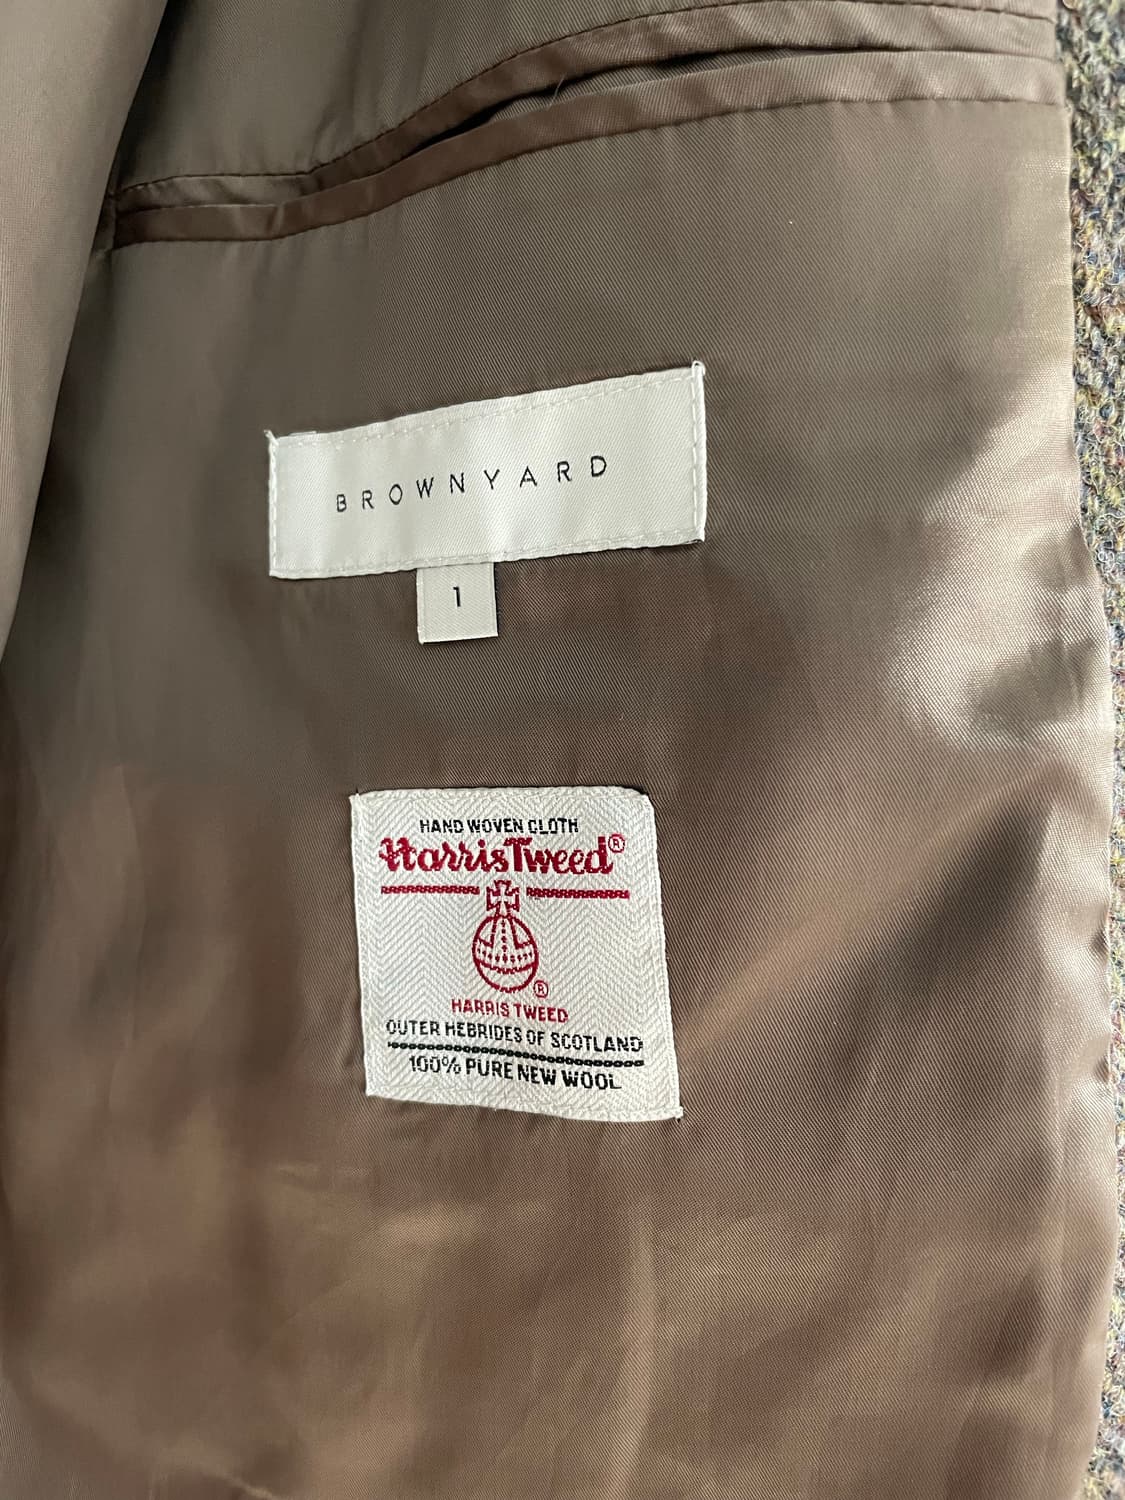 BROWNYARD
1
HAND WOVEN CLOTH
Harris Tweed®
®
HARRIS TWEED
OUTER HEBRIDES OF SCOTLAND
100% PURE NEW WOOL